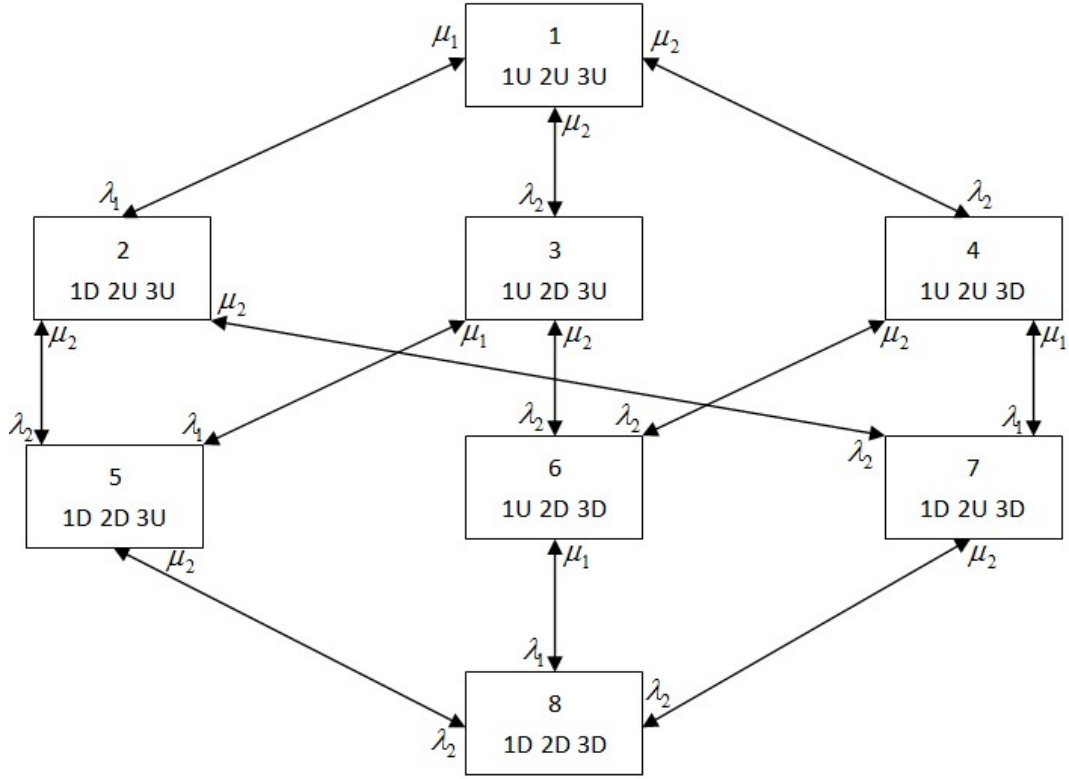 1
1U 2U 3U
μ₁
μ₂
μ₂
λ₁
λ₂
λ₂
2
1D 2U 3U
3
1U 2D 3U
4
1U 2U 3D
μ₂
μ₂
μ₁
μ₂
μ₂
μ₁
λ₂
λ₁
λ₂
λ₂
λ₂
λ₁
5
1D 2D 3U
6
1U 2D 3D
7
1D 2U 3D
μ₂
μ₁
μ₂
λ₂
λ₁
λ₂
8
1D 2D 3D